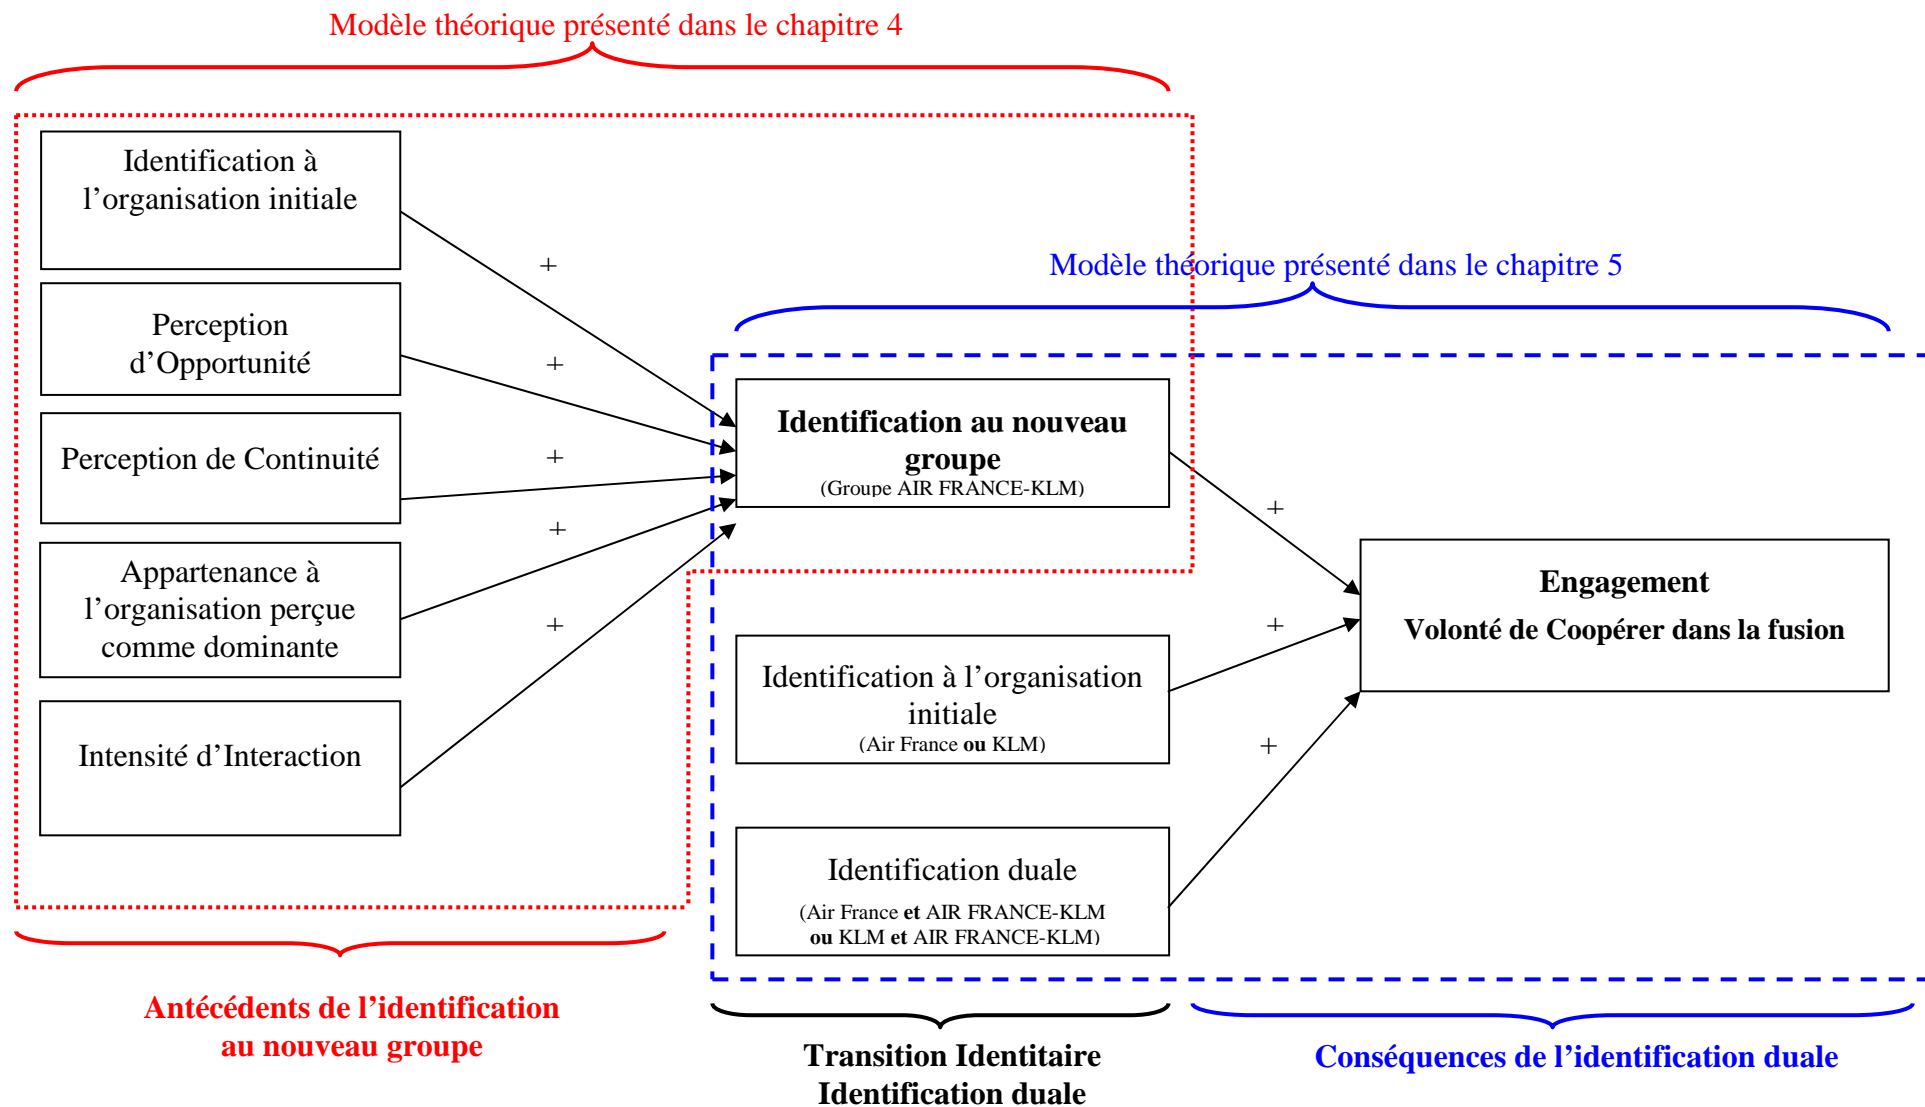 Modèle théorique présenté dans le chapitre 4
Identification à
l’organisation initiale
+
Perception
d’Opportunité
+
Perception de Continuité
+
Appartenance à
l’organisation perçue
comme dominante
+
Intensité d’Interaction
+
Modèle théorique présenté dans le chapitre 5
Identification au nouveau
groupe
(Groupe AIR FRANCE-KLM)
+
Identification à l’organisation
initiale
(Air France ou KLM)
+
Identification duale
(Air France et AIR FRANCE-KLM
ou KLM et AIR FRANCE-KLM)
+
Engagement
Volonté de Coopérer dans la fusion
Antécédents de l’identification
au nouveau groupe
Transition Identitaire
Identification duale
Conséquences de l’identification duale